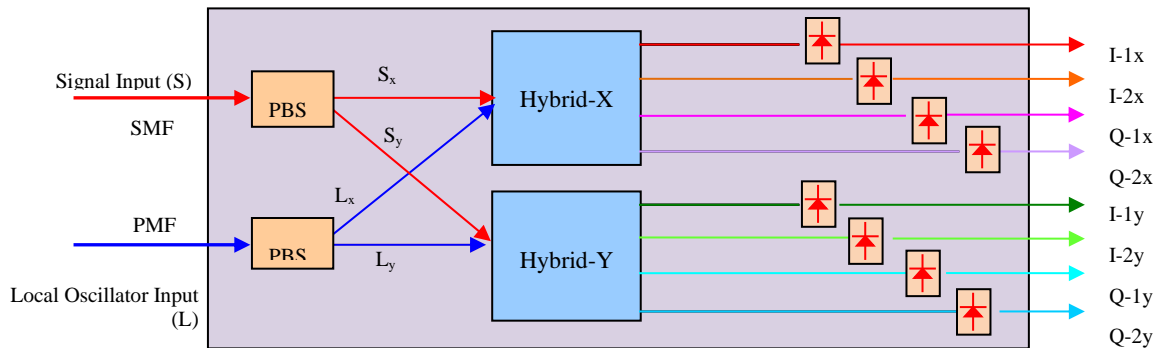 Signal Input (S)
SMF
PBS
Sx
Sy
Hybrid-X
I-1x
I-2x
Q-1x
Q-2x
PMF
PBS
Lx
Ly
Hybrid-Y
I-1y
I-2y
Q-1y
Q-2y
Local Oscillator Input
(L)